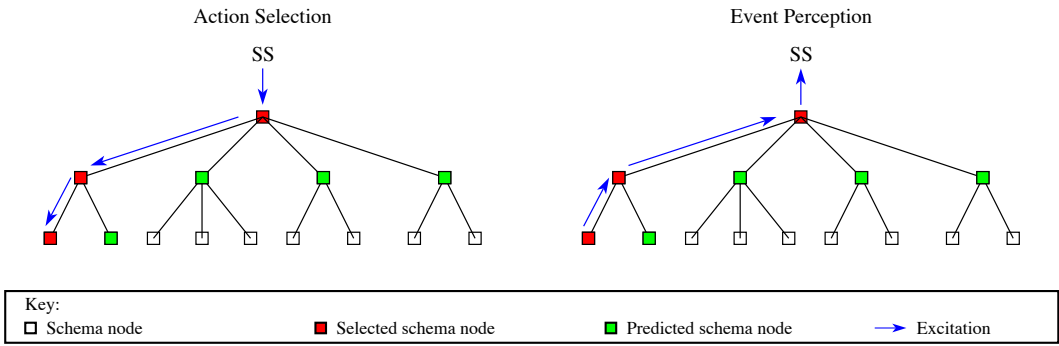 Action Selection
Event Perception
SS
SS
Key:
Schema node
Selected schema node
Predicted schema node
Excitation